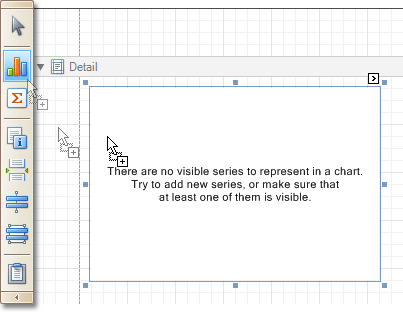 Detail
There are no visible series to represent in a chart.
Try to add new series, or make sure that
at least one of them is visible.